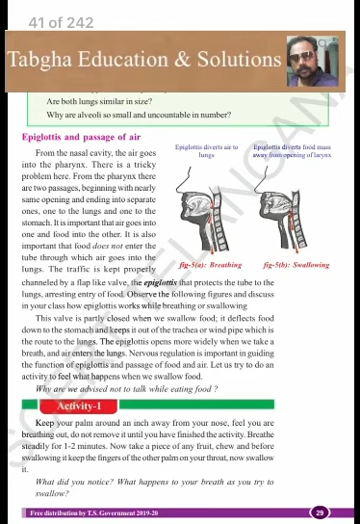 41 of 242
Tabgha Education & Solutions
Are both lungs similar in size?
Why are alveoli so small and uncountable in number?
Epiglottis and passage of air
From the nasal cavity, the air goes
into the pharynx. There is a tricky
problem here. From the pharynx there
are two passages, beginning with nearly
same opening and ending into separate
ones, one to the lungs and one to the
stomach. It is important that air goes into
one and food into the other. It is also
important that food does not enter the
tube through which air goes into the
lungs. The traffic is kept properly
Epiglottis diverts air to
lungs
Epiglottis diverts food mass
away from opening of larynx
fig-5(a): Breathing
fig-5(b): Swallowing
channeled by a flap like valve, the epiglottis that protects the tube to the
lungs, arresting entry of food. Observe the following figures and discuss
in your class how epiglottis works while breathing or swallowing
This valve is partly closed when we swallow food; it deflects food
down to the stomach and keeps it out of the trachea or wind pipe which is
the route to the lungs. The epiglottis opens more widely when we take a
breath, and air enters the lungs. Nervous regulation is important in guiding
the function of epiglottis and passage of food and air. Let us try to do an
activity to feel what happens when we swallow food.
Why are we advised not to talk while eating food ?
Activity-1
Keep your palm around an inch away from your nose, feel you are
breathing out, do not remove it until you have finished the activity. Breathe
steadily for 1-2 minutes. Now take a piece of any fruit, chew and before
swallowing it keep the fingers of the other palm on your throat, now swallow
it.
What did you notice? What happens to your breath as you try to
swallow?
Free distribution by T.S. Government 2019-20
29